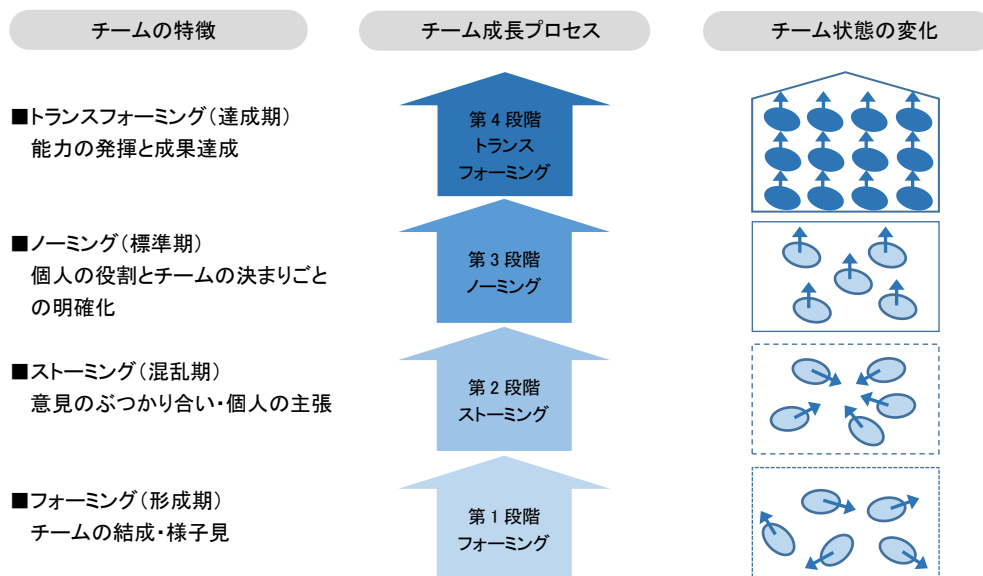 チームの特徴
チーム成長プロセス
チーム状態の変化
■トランスフォーミング（達成期）
能力の発揮と成果達成
第４段階
トランス
フォーミング
■ノーミング（標準期）
個人の役割とチームの決まりごと
の明確化
第３段階
ノーミング
■ストーミング（混乱期）
意見のぶつかり合い・個人の主張
第２段階
ストーミング
■フォーミング（形成期）
チームの結成・様子見
第１段階
フォーミング